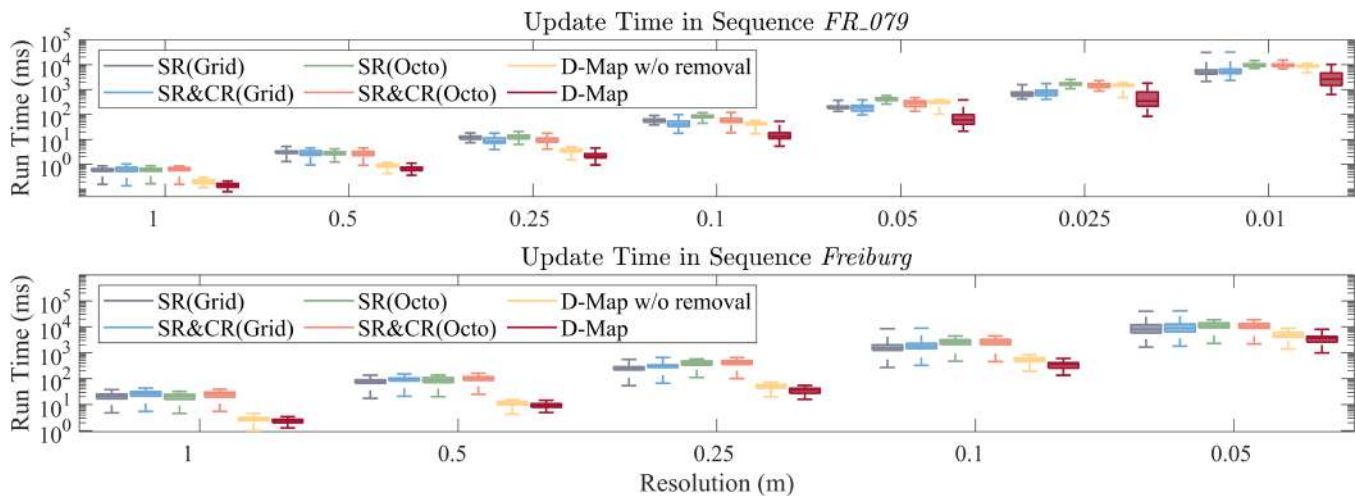 Update Time in Sequence FR_079
Run Time (ms)
10^5
10^4
10^3
10^2
10^1
10^0
SR(Grid)
SR(Octo)
D-Map w/o removal
SR&CR(Grid)
SR&CR(Octo)
D-Map
1
0.5
0.25
0.1
0.05
0.025
0.01
Update Time in Sequence Freiburg
Run Time (ms)
10^5
10^4
10^3
10^2
10^1
10^0
SR(Grid)
SR(Octo)
D-Map w/o removal
SR&CR(Grid)
SR&CR(Octo)
D-Map
1
0.5
0.25
0.1
0.05
Resolution (m)